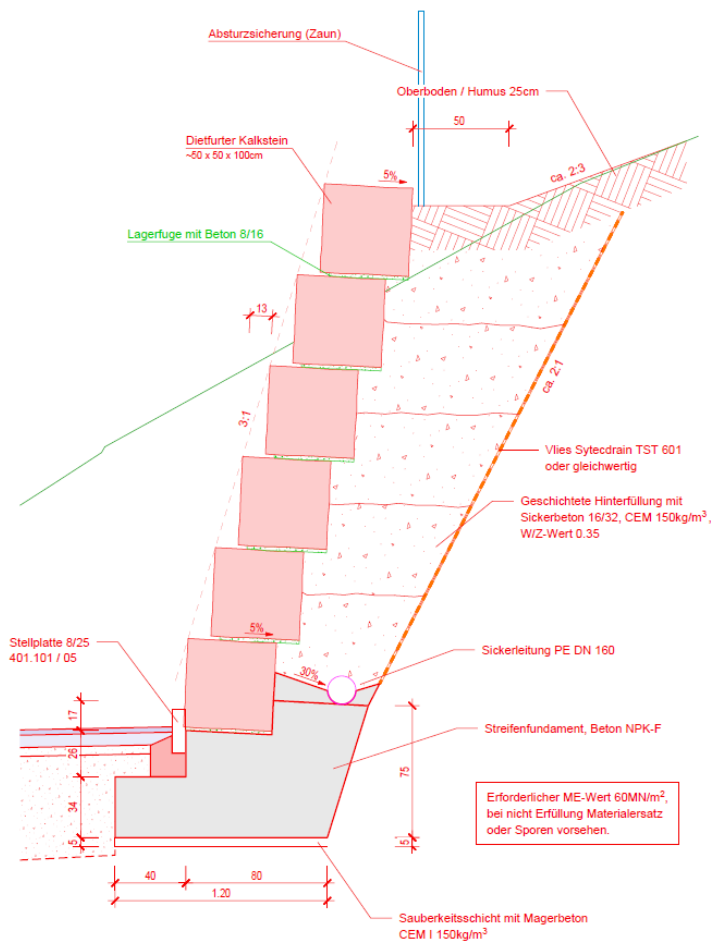 Absturzsicherung (Zaun)
Oberboden / Humus 25cm
50
Dietfurter Kalkstein
~50 x 50 x 100cm
5%
ca. 2:3
Lagerfuge mit Beton 8/16
13
3:1
ca. 2:1
Vlies Sytecdrain TST 601
oder gleichwertig
Geschichtete Hinterfüllung mit
Sickerbeton 16/32, CEM 150kg/m³,
W/Z-Wert 0.35
5%
Stellplatte 8/25
401.101 / 05
30%
Sickerleitung PE DN 160
17
Streifenfundament, Beton NPK-F
26
75
34
Erforderlicher ME-Wert 60MN/m²,
bei nicht Erfüllung Materialersatz
oder Sporen vorsehen.
5
5
40
80
1.20
Sauberkeitsschicht mit Magerbeton
CEM I 150kg/m³